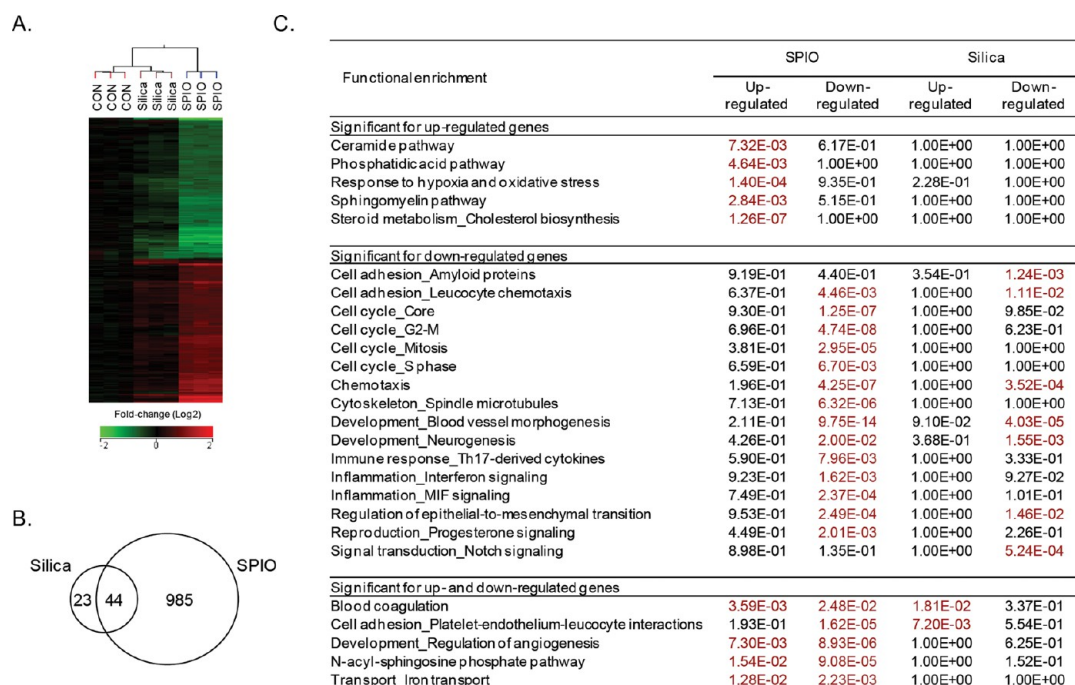 A.
CON CON CON Silica Silica Silica SPIO SPIO SPIO
Fold-change (Log2)
-2 0 2
B.
Silica SPIO
23 44 985
C.
Functional enrichment SPIO Silica
Up-regulated Down-regulated Up-regulated Down-regulated
Significant for up-regulated genes
Ceramide pathway 7.32E-03 6.17E-01 1.00E+00 1.00E+00
Phosphatidic acid pathway 4.64E-03 1.00E+00 1.00E+00 1.00E+00
Response to hypoxia and oxidative stress 1.40E-04 9.35E-01 2.28E-01 1.00E+00
Sphingomyelin pathway 2.84E-03 5.15E-01 1.00E+00 1.00E+00
Steroid metabolism_Cholesterol biosynthesis 1.26E-07 1.00E+00 1.00E+00 1.00E+00
Significant for down-regulated genes
Cell adhesion_Amyloid proteins 9.19E-01 4.40E-01 3.54E-01 1.24E-03
Cell adhesion_Leucocyte chemotaxis 6.37E-01 4.46E-03 1.00E+00 1.11E-02
Cell cycle_Core 9.30E-01 1.25E-07 1.00E+00 9.85E-02
Cell cycle_G2-M 6.96E-01 4.74E-08 1.00E+00 6.23E-01
Cell cycle_Mitosis 3.81E-01 2.95E-05 1.00E+00 1.00E+00
Cell cycle_S phase 6.59E-01 6.70E-03 1.00E+00 1.00E+00
Chemotaxis 1.96E-01 4.25E-07 1.00E+00 3.52E-04
Cytoskeleton_Spindle microtubules 7.13E-01 6.32E-06 1.00E+00 1.00E+00
Development_Blood vessel morphogenesis 2.11E-01 9.75E-14 9.10E-02 4.03E-05
Development_Neurogenesis 4.26E-01 2.00E-02 3.68E-01 1.55E-03
Immune response_Th17-derived cytokines 5.90E-01 7.96E-03 1.00E+00 3.33E-01
Inflammation_Interferon signaling 9.23E-01 1.62E-03 1.00E+00 9.27E-02
Inflammation_MIF signaling 7.49E-01 2.37E-04 1.00E+00 1.01E-01
Regulation of epithelial-to-mesenchymal transition 9.53E-01 2.49E-04 1.00E+00 1.46E-02
Reproduction_Progesterone signaling 4.49E-01 2.01E-03 1.00E+00 2.26E-01
Signal transduction_Notch signaling 8.98E-01 1.35E-01 1.00E+00 5.24E-04
Significant for up- and down-regulated genes
Blood coagulation 3.59E-03 2.48E-02 1.81E-02 3.37E-01
Cell adhesion_Platelet-endothelium-leucocyte interactions 1.93E-01 1.62E-05 7.20E-03 5.54E-01
Development_Regulation of angiogenesis 7.30E-03 8.93E-06 1.00E+00 6.25E-01
N-acyl-sphingosine phosphate pathway 1.54E-02 9.08E-05 1.00E+00 1.52E-01
Transport_Iron transport 1.28E-02 2.23E-03 1.00E+00 1.00E+00